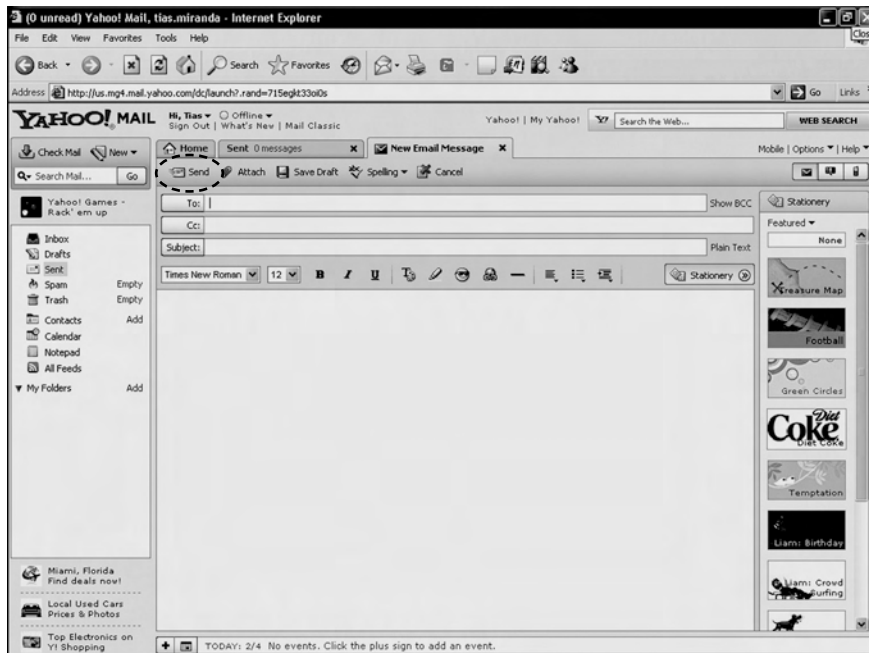 (0 unread) Yahoo! Mail, tias.miranda - Internet Explorer
Clos
File Edit View Favorites Tools Help
Back Search Favorites
Address http://us.mg4.mail.yahoo.com/dc/launch?.rand=715egkt33oi0s Go Links
YAHOO! MAIL Hi, Tias Offline
Sign Out | What's New | Mail Classic
Yahoo! | My Yahoo! Y! Search the Web... WEB SEARCH
Check Mail New
Home Sent 0 messages x New Email Message x Mobile | Options | Help
Search Mail... Go
Send Attach Save Draft Spelling Cancel
Yahoo! Games -
Rack' em up
Inbox
Drafts
Sent
Spam Empty
Trash Empty
Contacts Add
Calendar
Notepad
All Feeds
My Folders Add
Miami, Florida
Find deals now!
Local Used Cars
Prices & Photos
Top Electronics on
Y! Shopping
To: Show BCC
Cc:
Subject: Plain Text
Times New Roman 12 B I U Stationery
Stationery
Featured
None
Xreasure Map
Football
Green Circles
Diet
Coke
Diet Coke
Temptation
Liam: Birthday
Liam: Crowd
Surfing
TODAY: 2/4 No events. Click the plus sign to add an event.